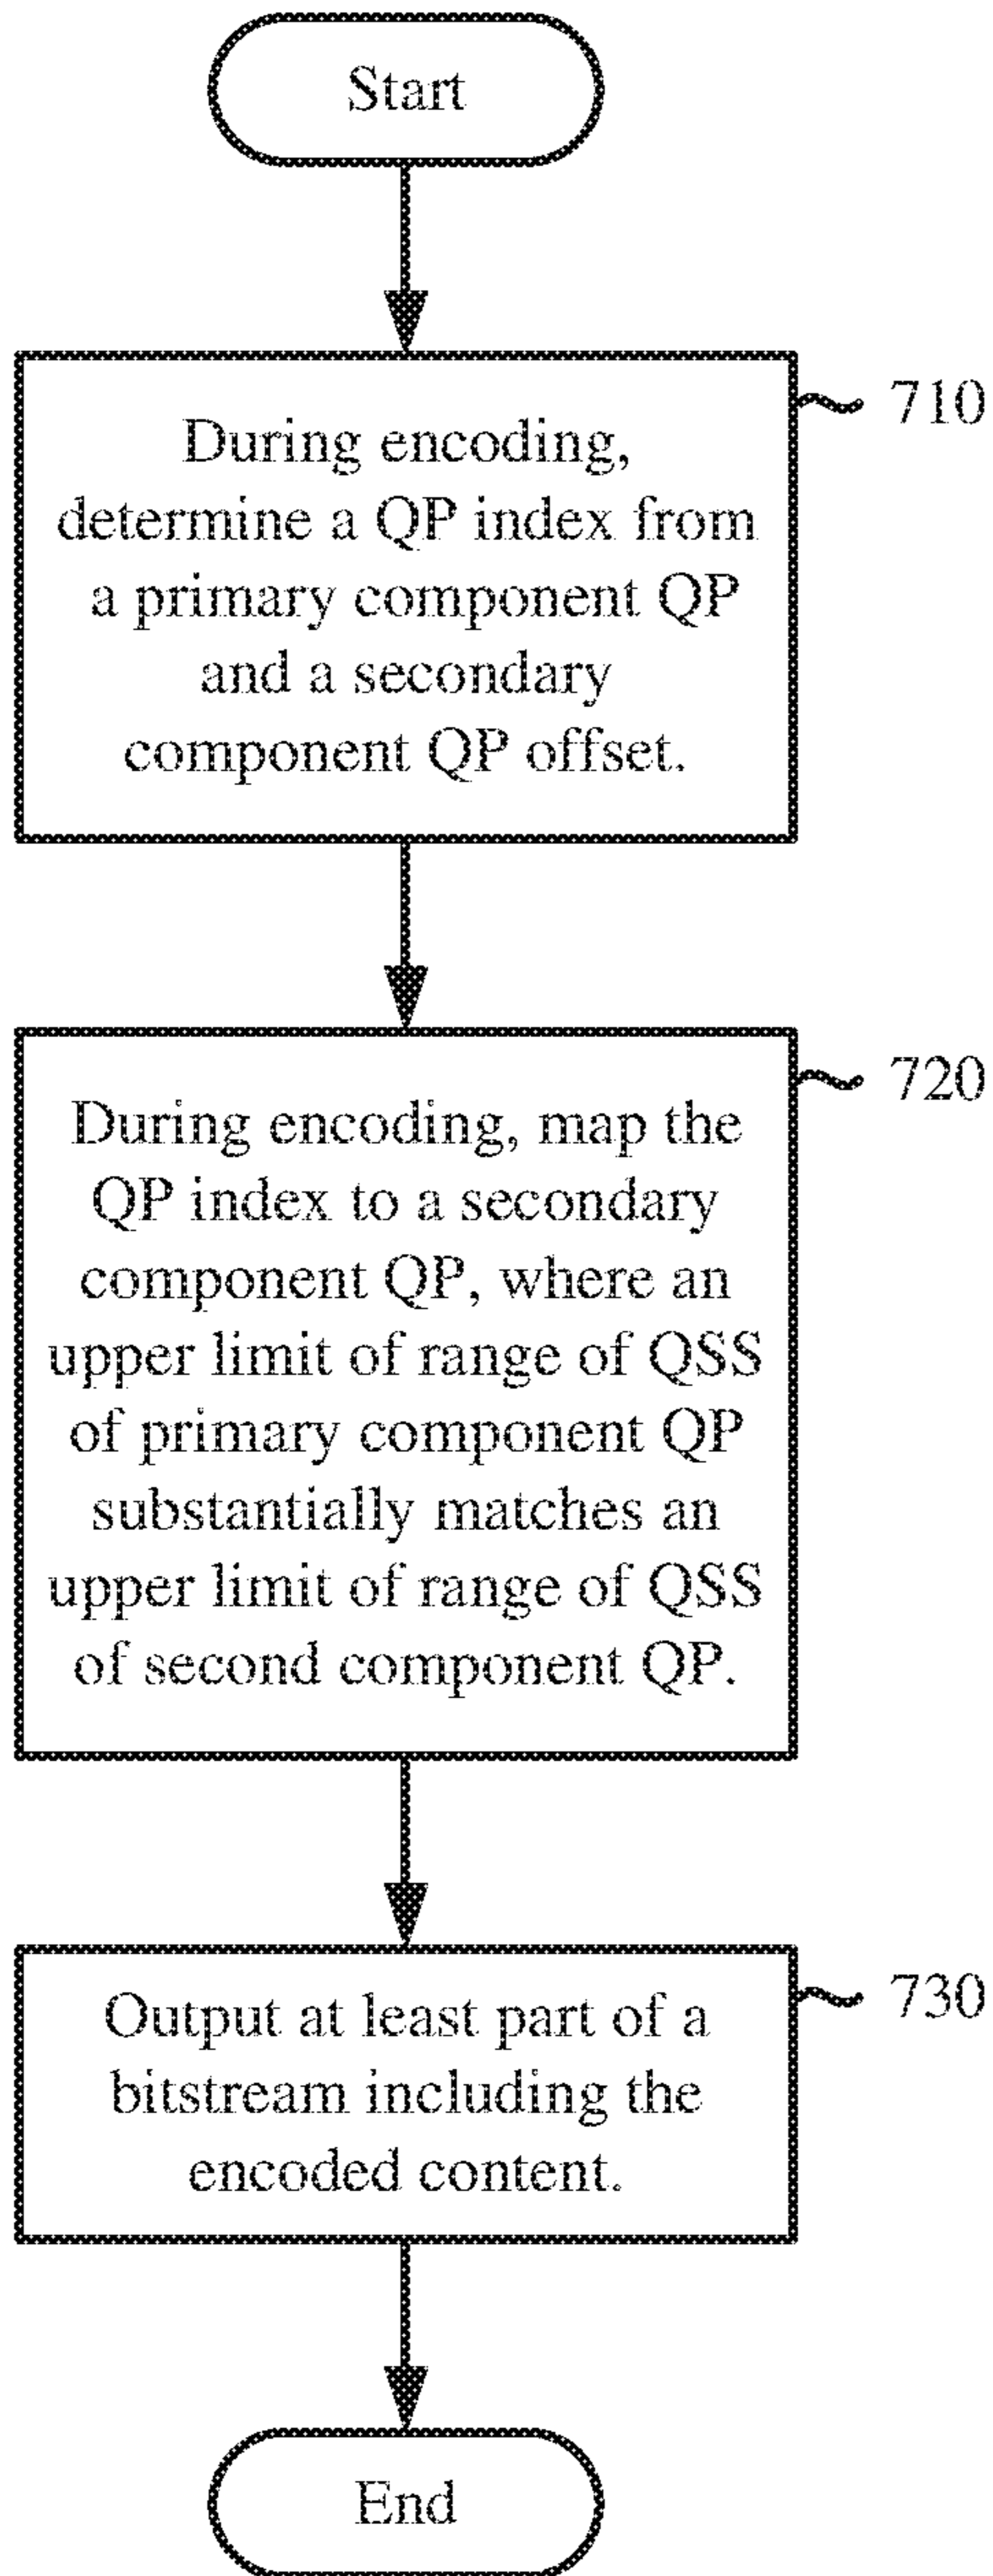 Start
710
During encoding,
determine a QP index from
a primary component QP
and a secondary
component QP offset.
720
During encoding, map the
QP index to a secondary
component QP, where an
upper limit of range of QSS
of primary component QP
substantially matches an
upper limit of range of QSS
of second component QP.
730
Output at least part of a
bitstream including the
encoded content.
End